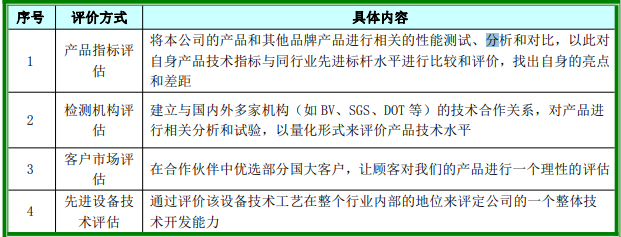 序号 评价方式 具体内容
1 产品指标评估 将本公司的产品和其他品牌产品进行相关的性能测试、分析和对比，以此对
自身产品技术指标与同行业先进标杆水平进行比较和评价，找出自身的亮点
和差距
2 检测机构评估 建立与国内外多家机构（如 BV、SGS、DOT 等）的技术合作关系，对产品进
行相关分析和试验，以量化形式来评价产品技术水平
3 客户市场评估 在合作伙伴中优选部分国大客户，让顾客对我们的产品进行一个理性的评估
4 先进设备技术评估 通过评价该设备技术工艺在整个行业内部的地位来评定公司的一个整体技
术开发能力